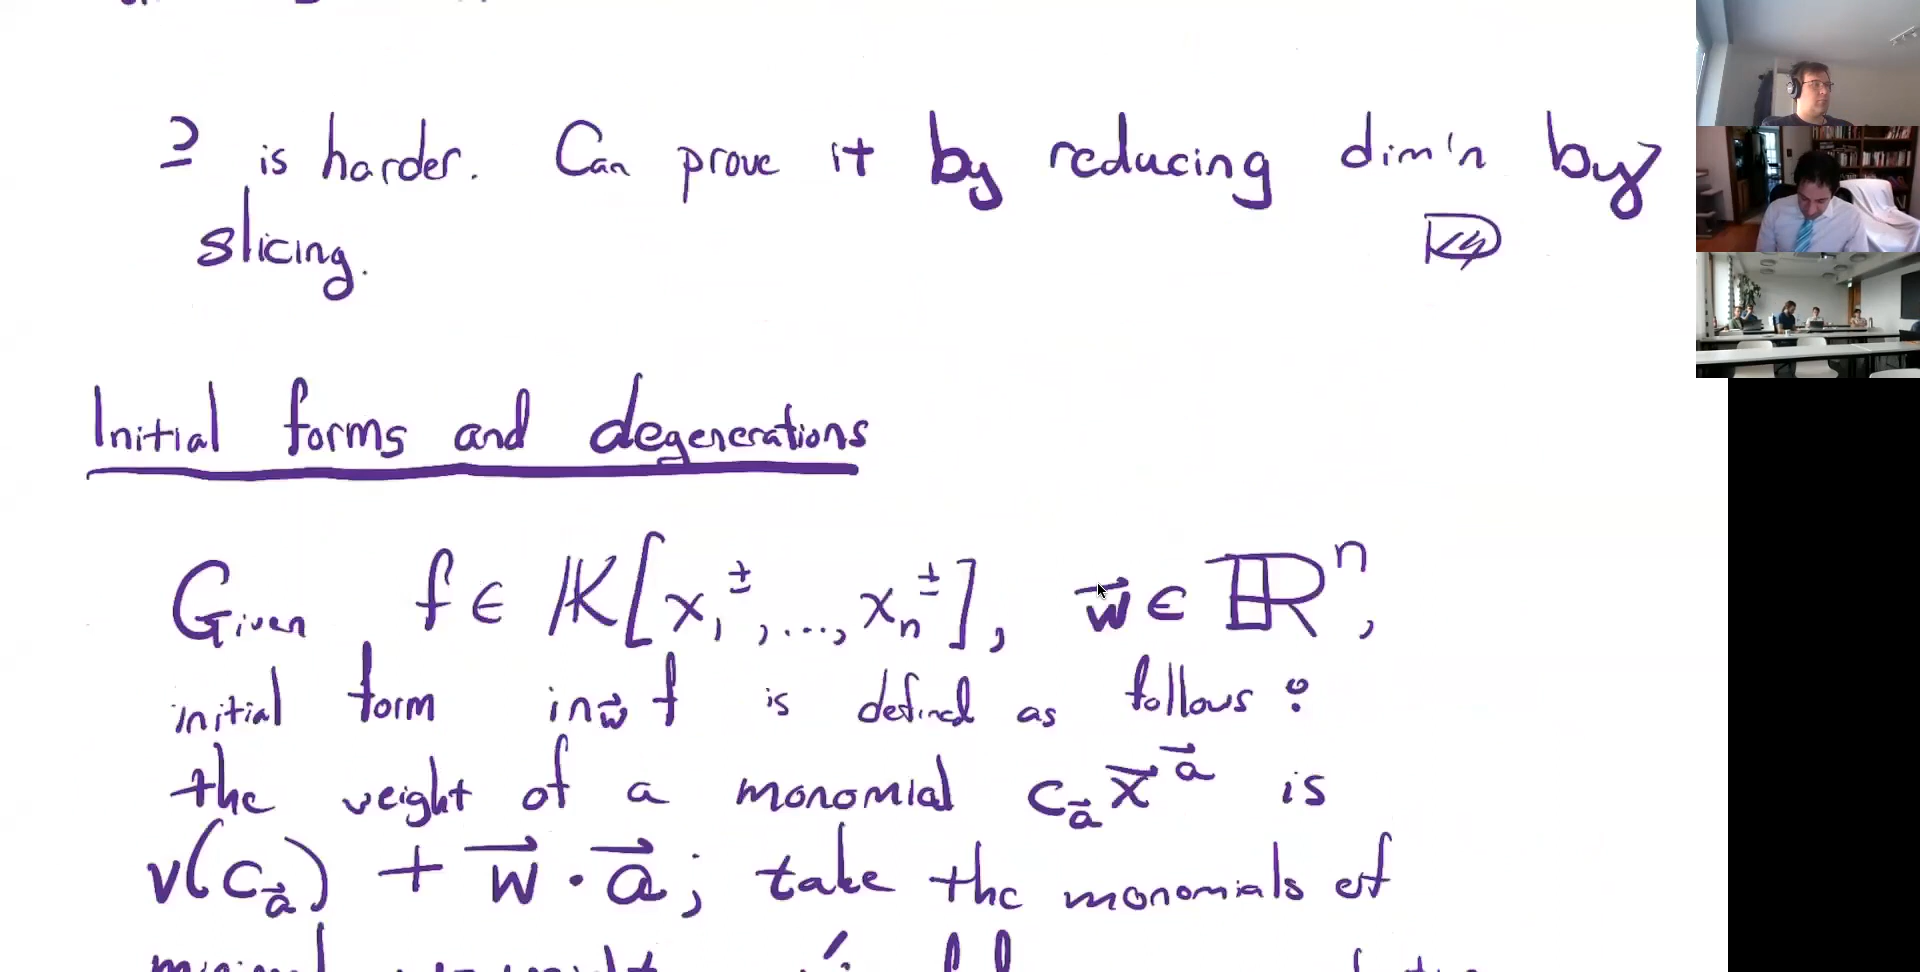 ⊇ is harder. Can prove it by reducing dim'n by
slicing.
Initial forms and degenerations
Given f ∈ K[x₁^±, ..., xₙ^±], w⃗ ∈ ℝⁿ,
initial form in_w⃗ f is defined as follows:
the weight of a monomial c_a⃗ x⃗^a⃗ is
v(c_a⃗) + w⃗ · a⃗; take the monomials of